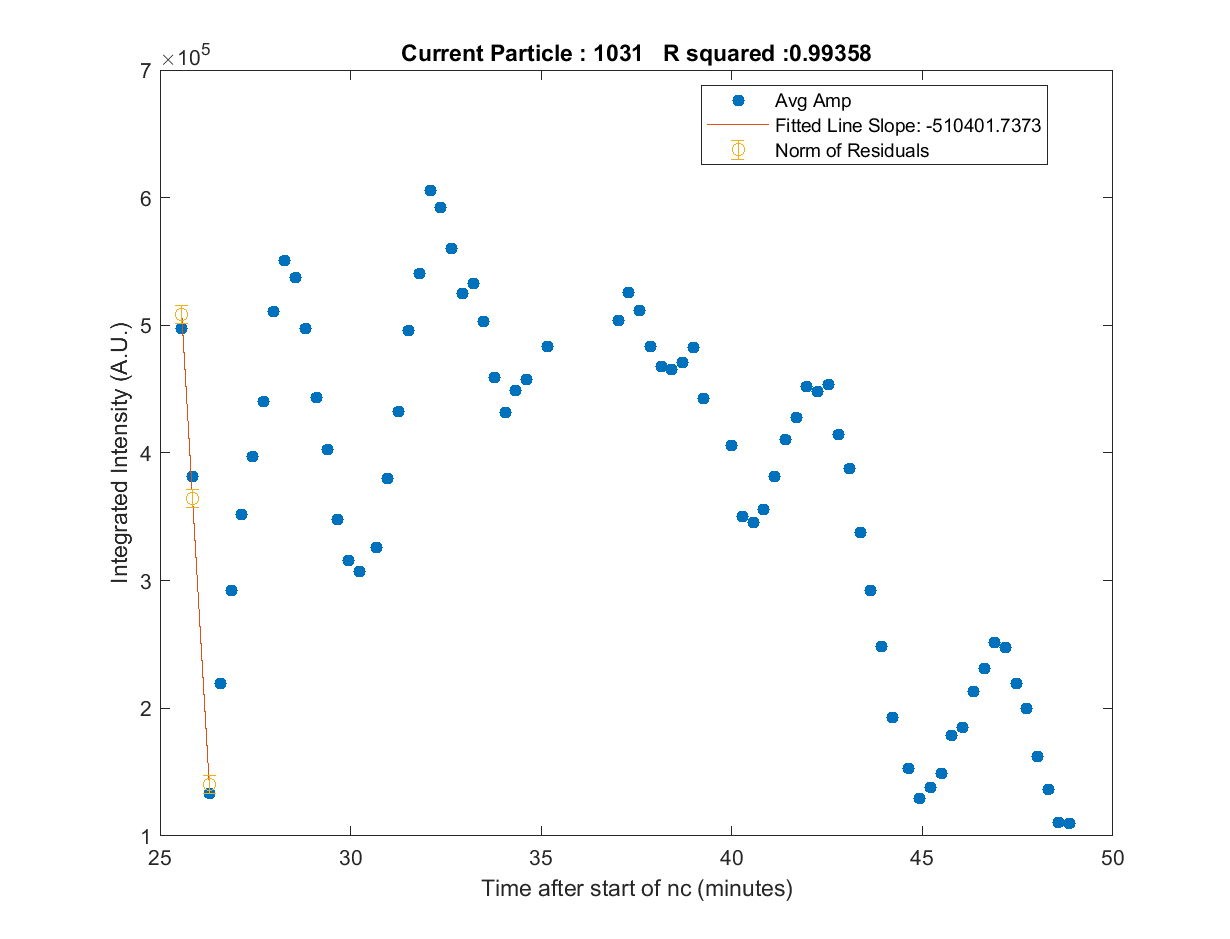 Current Particle : 1031 R squared :0.99358
×10^5
7
6
5
4
3
2
1
Integrated Intensity (A.U.)
Avg Amp
Fitted Line Slope: -510401.7373
Norm of Residuals
25 30 35 40 45 50
Time after start of nc (minutes)